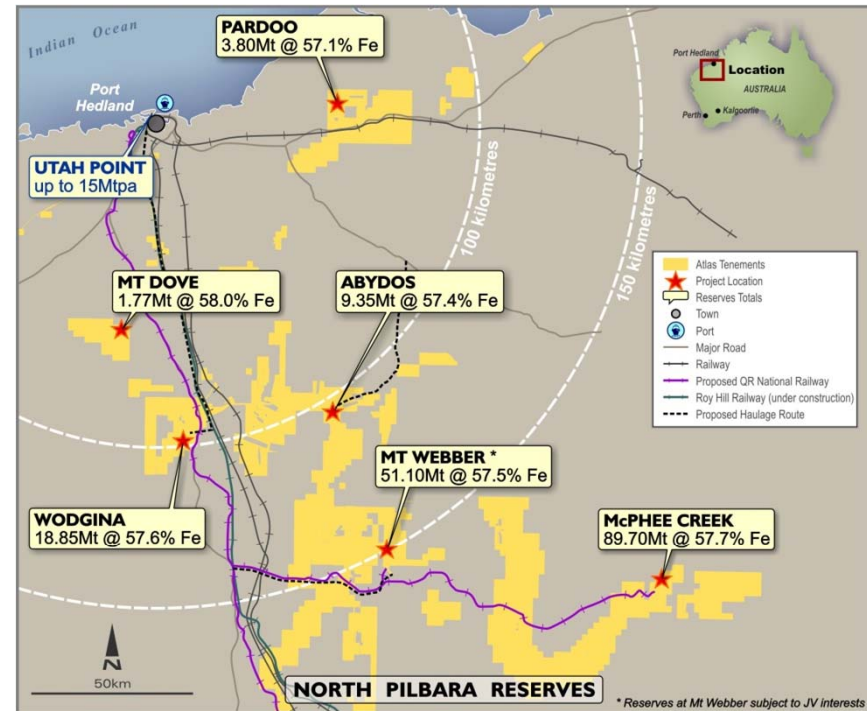 Indian Ocean
Port
Hedland
PARDOO
3.80Mt @ 57.1% Fe
Port Hedland
Location
AUSTRALIA
Kalgoorlie
Perth
UTAH POINT
up to 15Mtpa
100 kilometres
150 kilometres
MT DOVE
1.77Mt @ 58.0% Fe
ABYDOS
9.35Mt @ 57.4% Fe
Atlas Tenements
Project Location
Reserves Totals
Town
Port
Major Road
Railway
Proposed QR National Railway
Roy Hill Railway (under construction)
Proposed Haulage Route
MT WEBBER *
51.10Mt @ 57.5% Fe
WODGINA
18.85Mt @ 57.6% Fe
McPHEE CREEK
89.70Mt @ 57.7% Fe
N
50km
NORTH PILBARA RESERVES
* Reserves at Mt Webber subject to JV interests